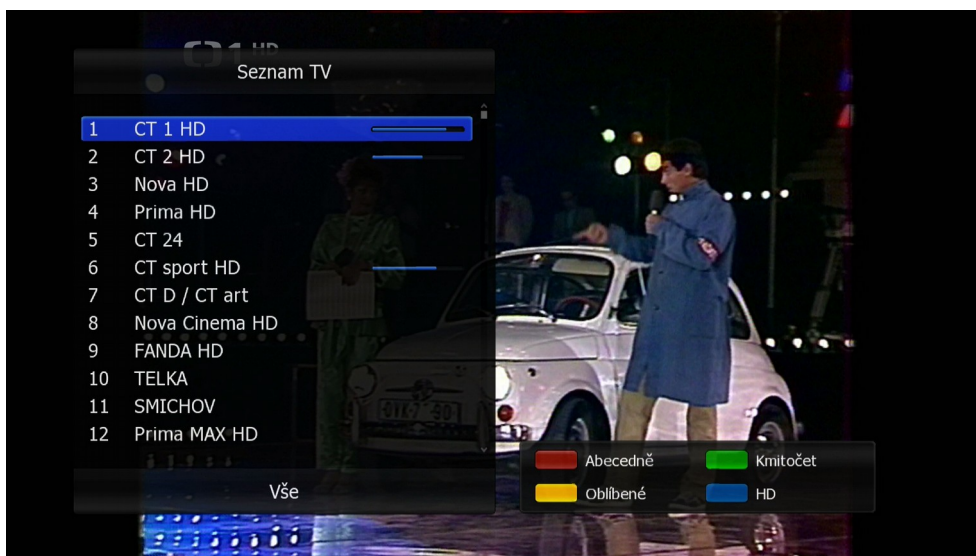 1 HD
Seznam TV
1 CT 1 HD
2 CT 2 HD
3 Nova HD
4 Prima HD
5 CT 24
6 CT sport HD
7 CT D / CT art
8 Nova Cinema HD
9 FANDA HD
10 TELKA
11 SMICHOV
12 Prima MAX HD
Vše
Abecedně
Kmitočet
Oblíbené
HD